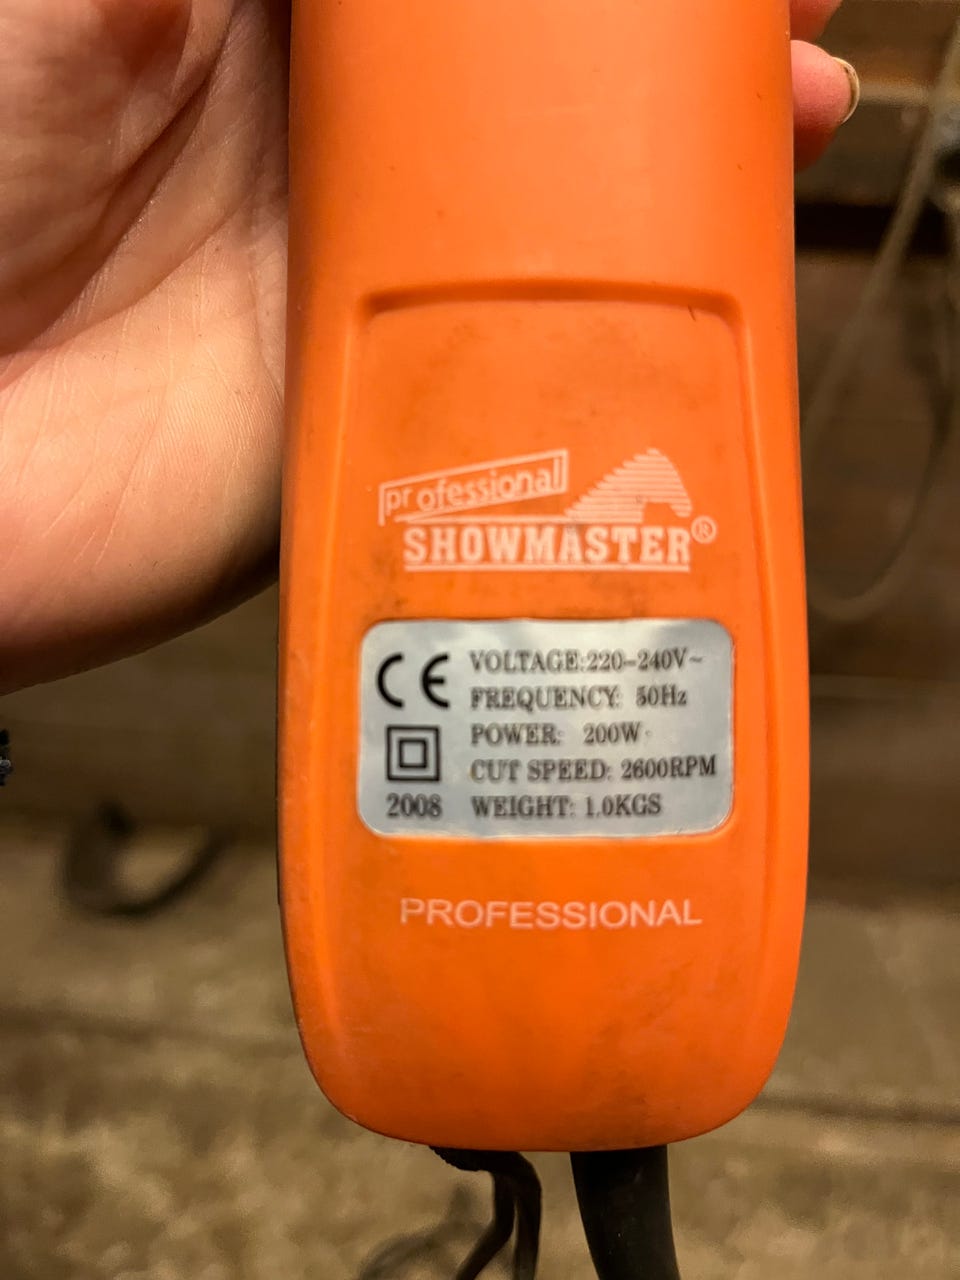 professional
SHOWMASTER®
CE VOLTAGE:220-240V~
FREQUENCY: 50Hz
POWER: 200W
CUT SPEED: 2600RPM
2008 WEIGHT: 1.0KGS
PROFESSIONAL